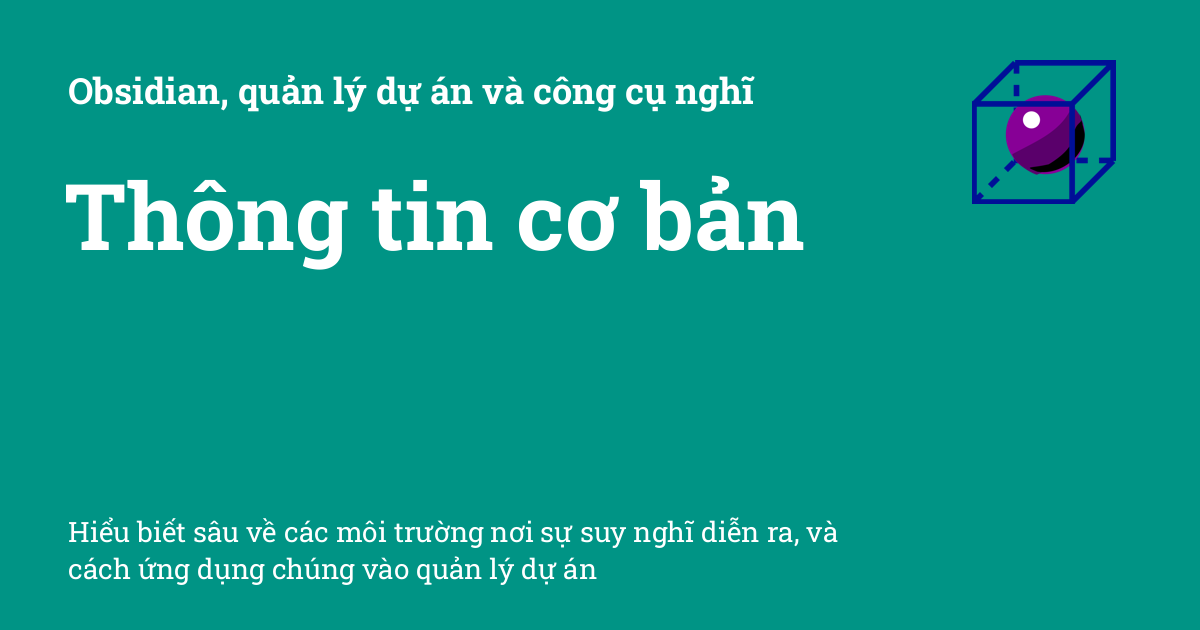 Obsidian, quản lý dự án và công cụ nghĩ
Thông tin cơ bản
Hiểu biết sâu về các môi trường nơi sự suy nghĩ diễn ra, và
cách ứng dụng chúng vào quản lý dự án